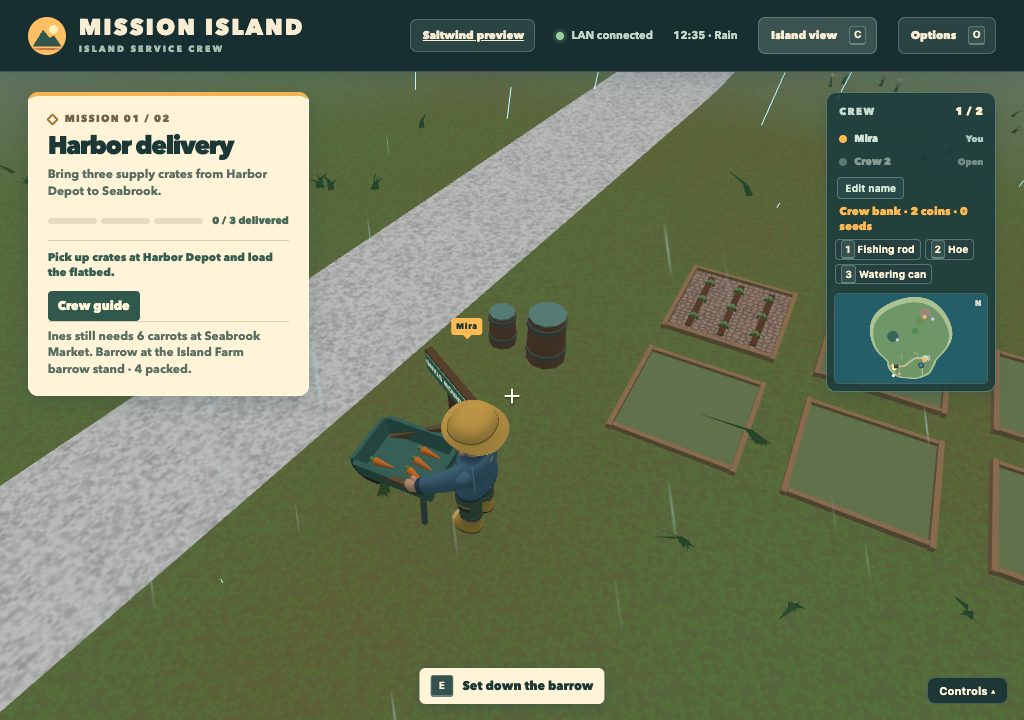 MISSION ISLAND
ISLAND SERVICE CREW
Saltwind preview
LAN connected
12:35 · Rain
Island view C
Options O
MISSION 01 / 02
Harbor delivery
Bring three supply crates from Harbor
Depot to Seabrook.
0 / 3 delivered
Pick up crates at Harbor Depot and load
the flatbed.
Crew guide
Ines still needs 6 carrots at Seabrook
Market. Barrow at the Island Farm
barrow stand · 4 packed.
CREW 1 / 2
Mira You
Crew 2 Open
Edit name
Crew bank · 2 coins · 0
seeds
1 Fishing rod 2 Hoe
3 Watering can
N
Mira
E Set down the barrow
Controls